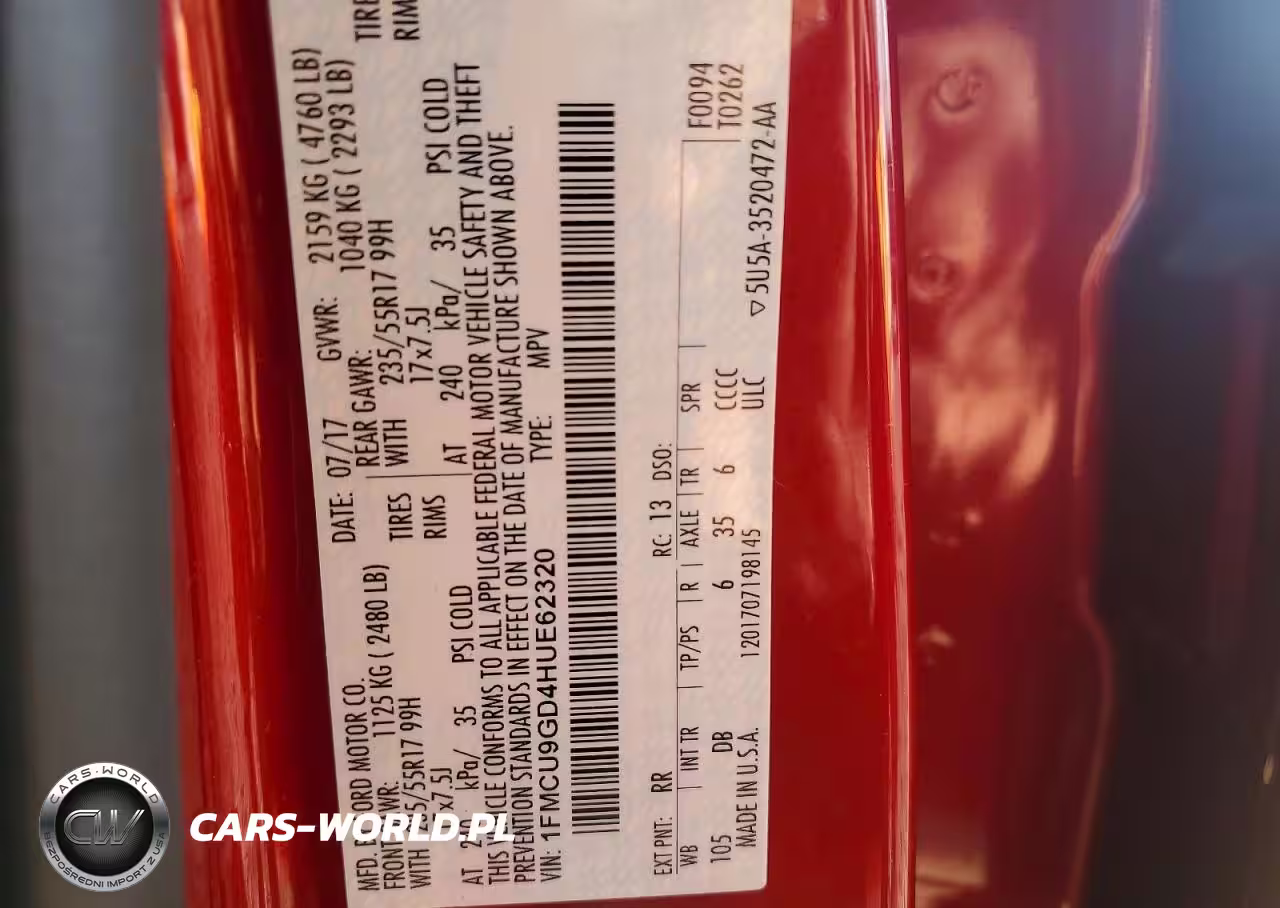 MFD. BY FORD MOTOR CO.
DATE: 07/17 GVWR: 2159 KG ( 4760 LB)
FRONT GAWR: 1125 KG ( 2480 LB) REAR GAWR: 1040 KG ( 2293 LB)
WITH 235/55R17 99H TIRES WITH 235/55R17 99H TIRE
17x7.5J RIMS 17x7.5J RIM
AT 240 kPa/ 35 PSI COLD AT 240 kPa/ 35 PSI COLD
THIS VEHICLE CONFORMS TO ALL APPLICABLE FEDERAL MOTOR VEHICLE SAFETY AND THEFT
PREVENTION STANDARDS IN EFFECT ON THE DATE OF MANUFACTURE SHOWN ABOVE.
VIN: 1FMCU9GD4HUE62320 TYPE: MPV
EXT PNT: RR RC: 13 DSO:
WB INT TR TP/PS R AXLE TR SPR F0094
105 DB 6 35 6 CCCC T0262
MADE IN U.S.A. 1201707198145 ULC 5U5A-3520472-AA
CARS-WORLD
CW
BEZPOŚREDNI IMPORT Z USA
CARS-WORLD.PL